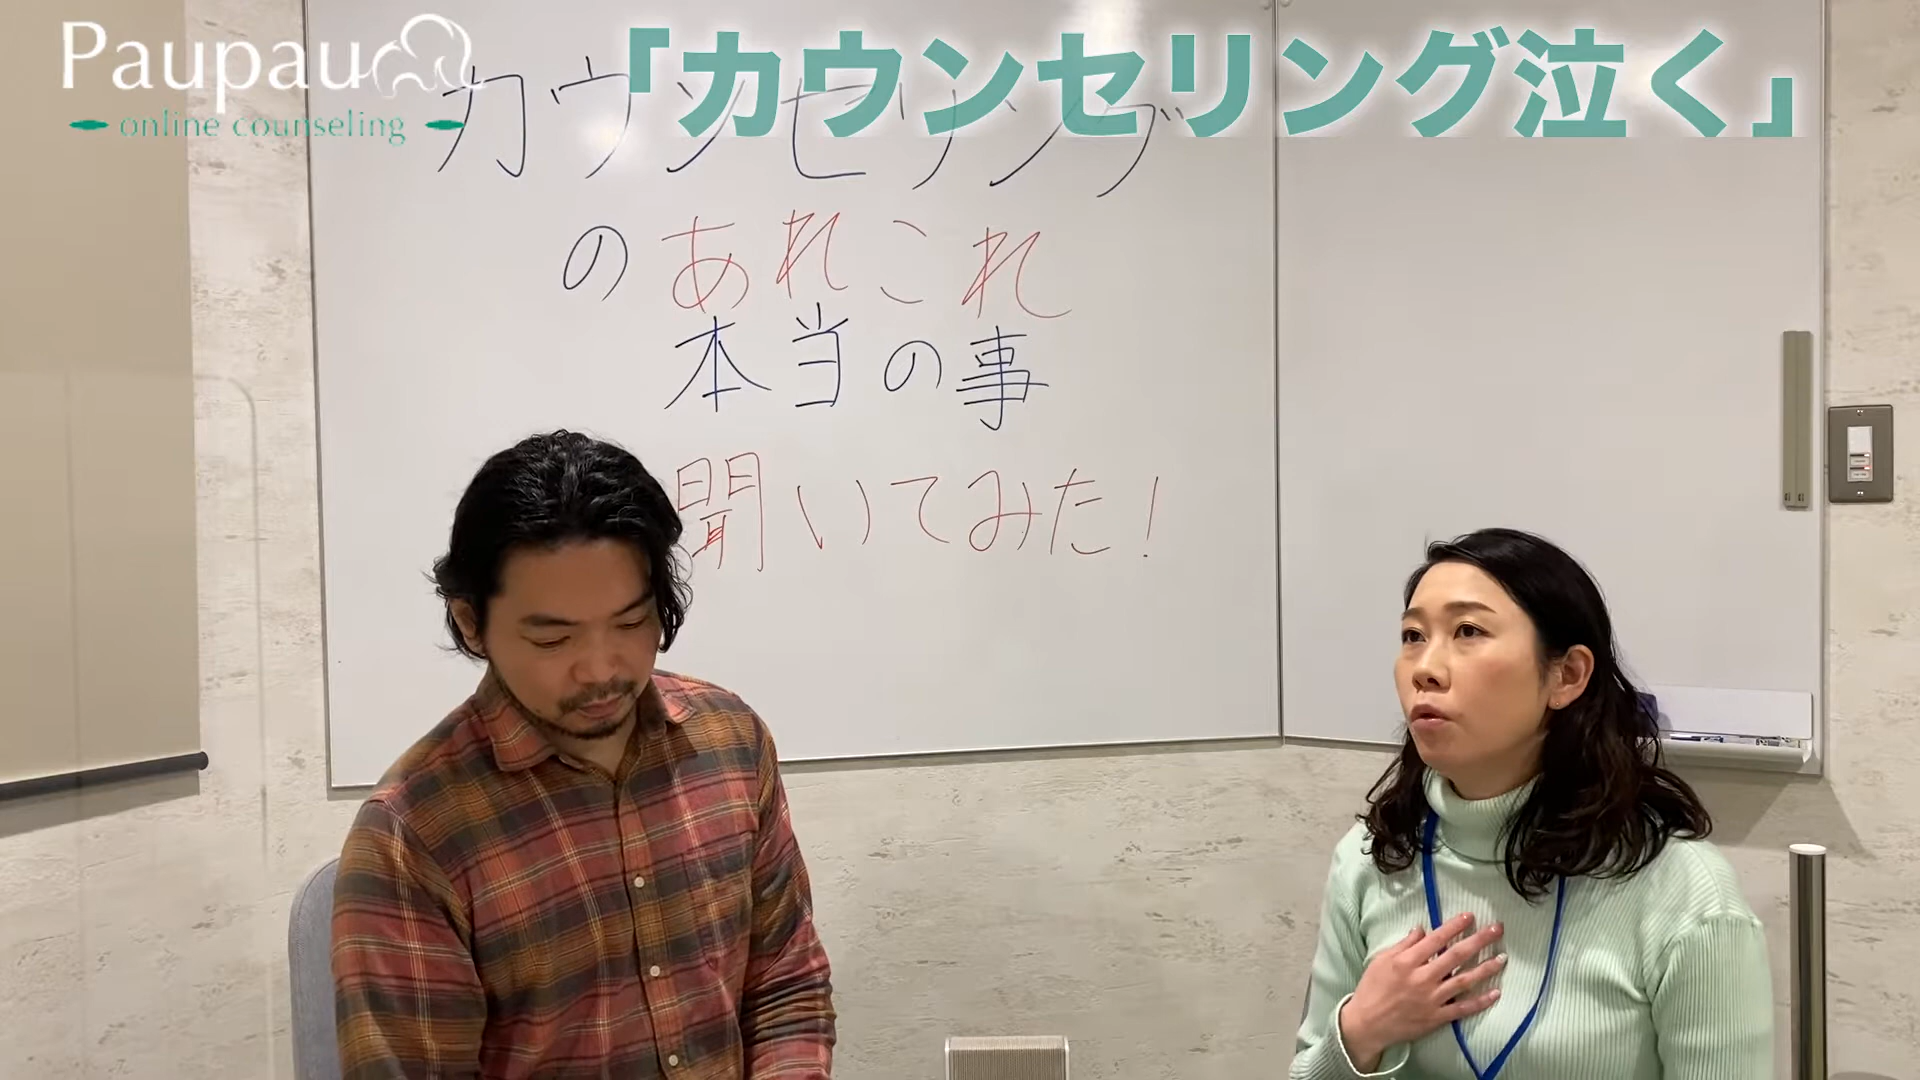 Paupau
online counseling
「カウンセリング泣く」
カウンセリング
のあれこれ
本当の事
聞いてみた!